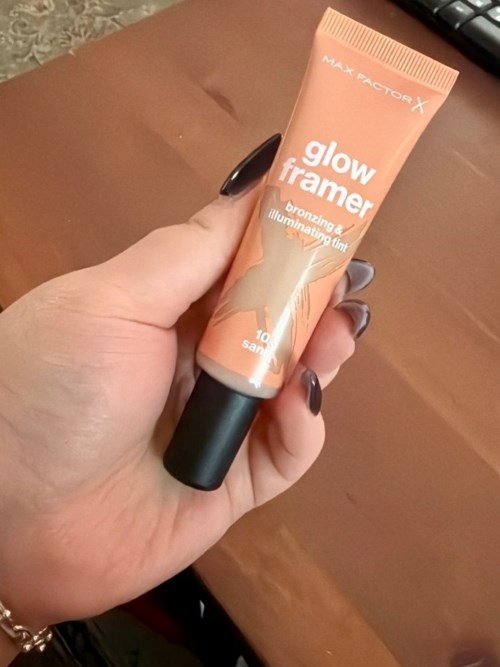 MAX FACTOR X
glow
framer
bronzing &
illuminating tint